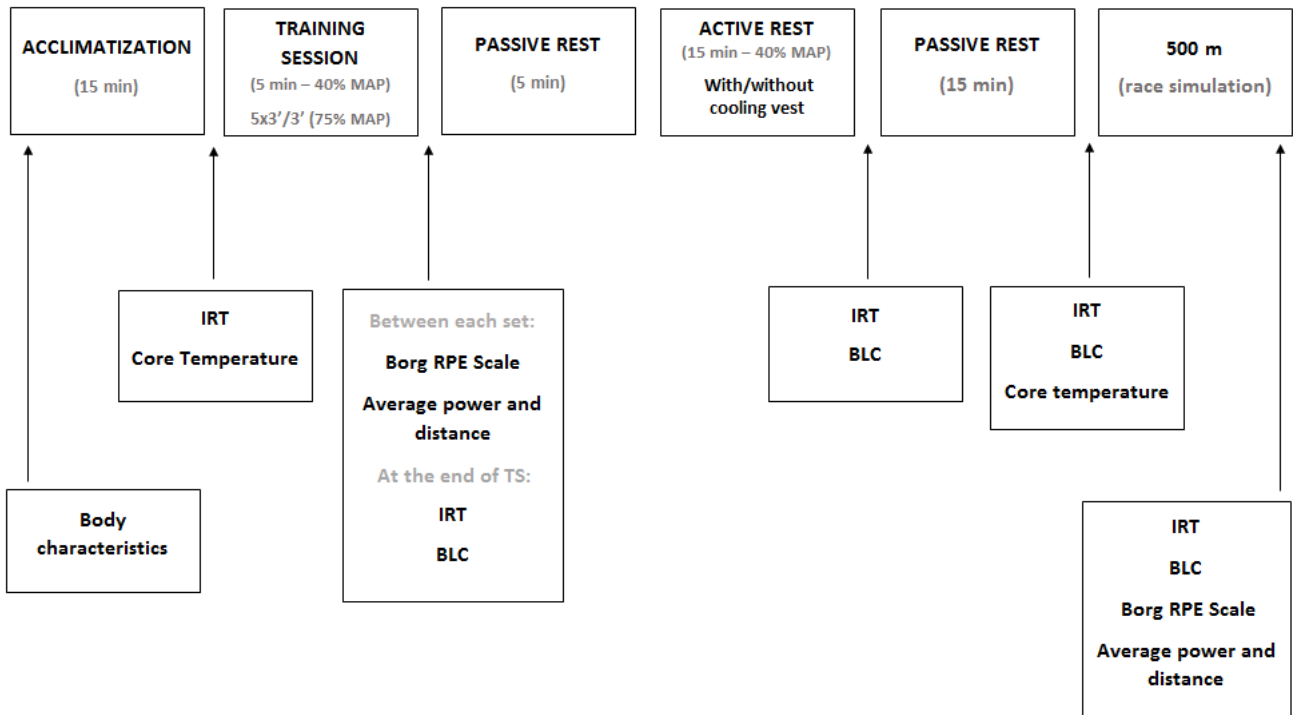 ACCLIMATIZATION
(15 min)
TRAINING
SESSION
(5 min – 40% MAP)
5x3’/3’ (75% MAP)
PASSIVE REST
(5 min)
ACTIVE REST
(15 min – 40% MAP)
With/without
cooling vest
PASSIVE REST
(15 min)
500 m
(race simulation)
IRT
Core Temperature
Between each set:
Borg RPE Scale
Average power and
distance
At the end of TS:
IRT
BLC
IRT
BLC
IRT
BLC
Core temperature
Body
characteristics
IRT
BLC
Borg RPE Scale
Average power and
distance